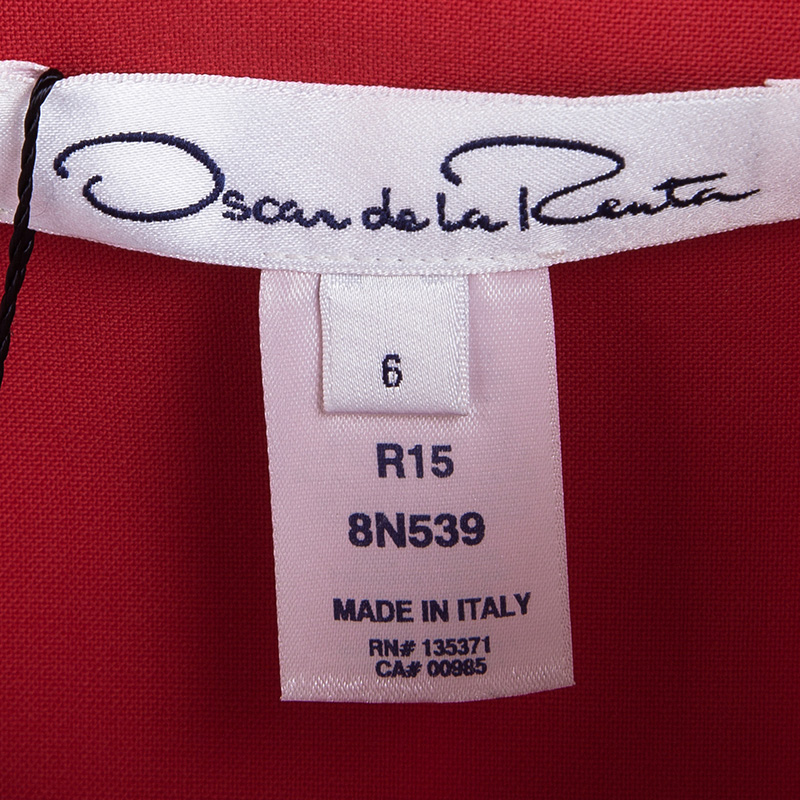 Oscar de la Renta
6
R15
8N539
MADE IN ITALY
RN# 135371
CA# 00985